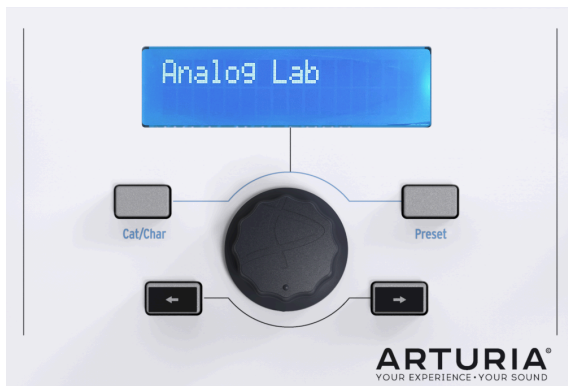 Analog Lab
Cat/Char
Preset
← →
ARTURIA®
YOUR EXPERIENCE • YOUR SOUND